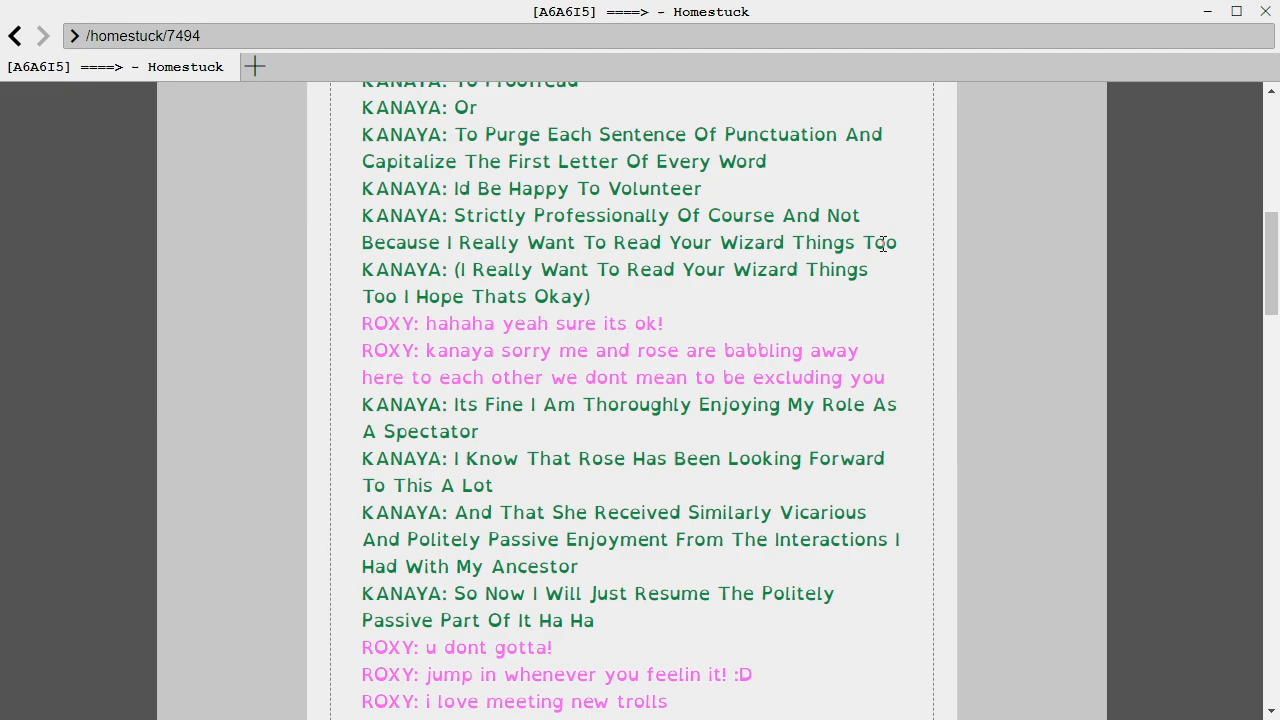 [A6A6I5] ====> - Homestuck
/homestuck/7494
[A6A6I5] ====> - Homestuck
KANAYA: To Proofread
KANAYA: Or
KANAYA: To Purge Each Sentence Of Punctuation And
Capitalize The First Letter Of Every Word
KANAYA: Id Be Happy To Volunteer
KANAYA: Strictly Professionally Of Course And Not
Because I Really Want To Read Your Wizard Things Too
KANAYA: (I Really Want To Read Your Wizard Things
Too I Hope Thats Okay)
ROXY: hahaha yeah sure its ok!
ROXY: kanaya sorry me and rose are babbling away
here to each other we dont mean to be excluding you
KANAYA: Its Fine I Am Thoroughly Enjoying My Role As
A Spectator
KANAYA: I Know That Rose Has Been Looking Forward
To This A Lot
KANAYA: And That She Received Similarly Vicarious
And Politely Passive Enjoyment From The Interactions I
Had With My Ancestor
KANAYA: So Now I Will Just Resume The Politely
Passive Part Of It Ha Ha
ROXY: u dont gotta!
ROXY: jump in whenever you feelin it! :D
ROXY: i love meeting new trolls